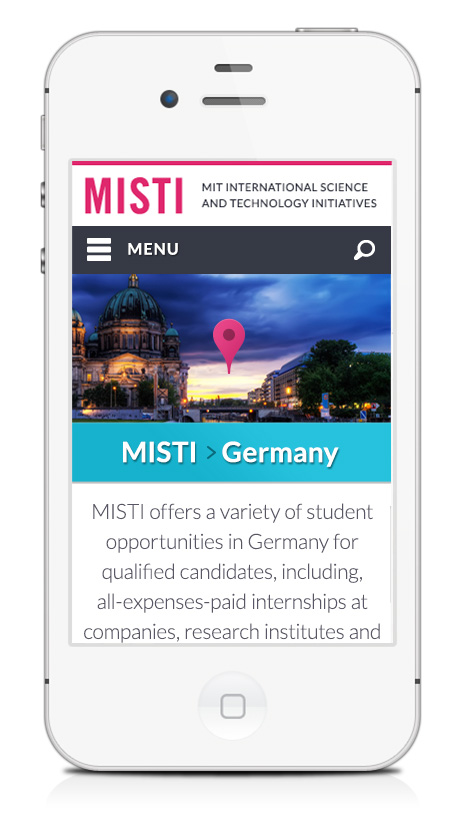 MISTI
MIT INTERNATIONAL SCIENCE
AND TECHNOLOGY INITIATIVES
MENU
MISTI > Germany
MISTI offers a variety of student
opportunities in Germany for
qualified candidates, including,
all-expenses-paid internships at
companies, research institutes and